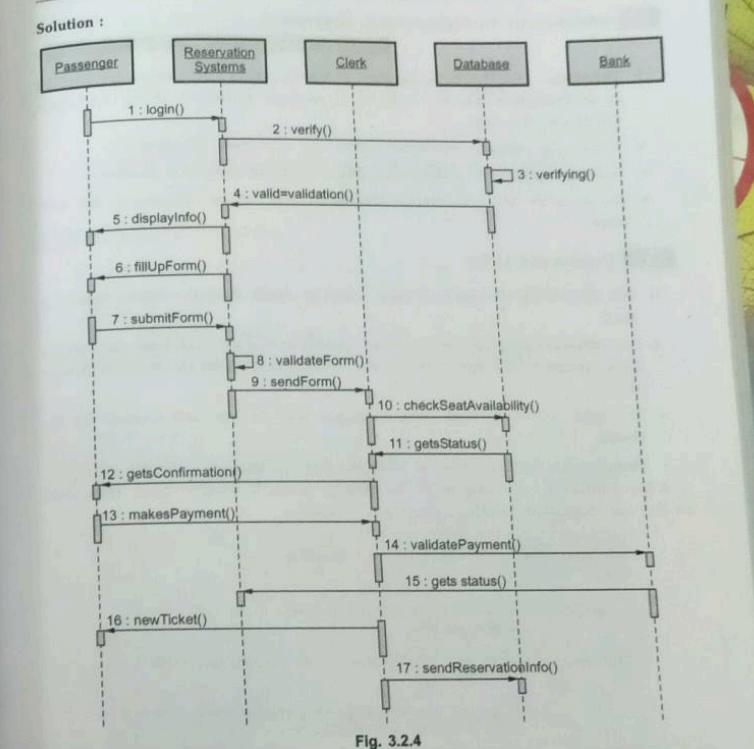 Solution :
Passenger
Reservation
Systems
Clerk
Database
Bank
1 : login()
2 : verify()
3 : verifying()
4 : valid=validation()
5 : displayInfo()
6 : fillUpForm()
7 : submitForm()
8 : validateForm()
9 : sendForm()
10 : checkSeatAvailability()
11 : getsStatus()
12 : getsConfirmation()
13 : makesPayment()
14 : validatePayment()
15 : gets status()
16 : newTicket()
17 : sendReservationInfo()
Fig. 3.2.4